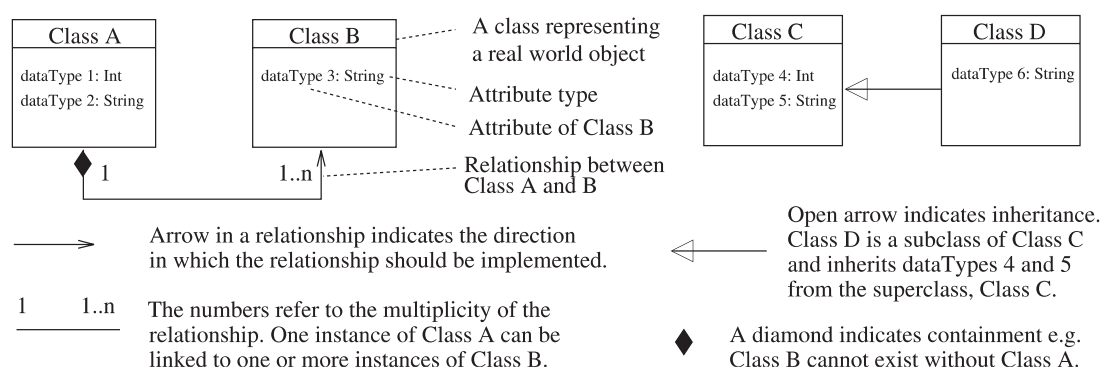 Class A
dataType 1: Int
dataType 2: String
1
Class B
dataType 3: String
1..n
A class representing
a real world object
Attribute type
Attribute of Class B
Relationship between
Class A and B
Class C
dataType 4: Int
dataType 5: String
Class D
dataType 6: String
Arrow in a relationship indicates the direction
in which the relationship should be implemented.
1 1..n
The numbers refer to the multiplicity of the
relationship. One instance of Class A can be
linked to one or more instances of Class B.
Open arrow indicates inheritance.
Class D is a subclass of Class C
and inherits dataTypes 4 and 5
from the superclass, Class C.
A diamond indicates containment e.g.
Class B cannot exist without Class A.